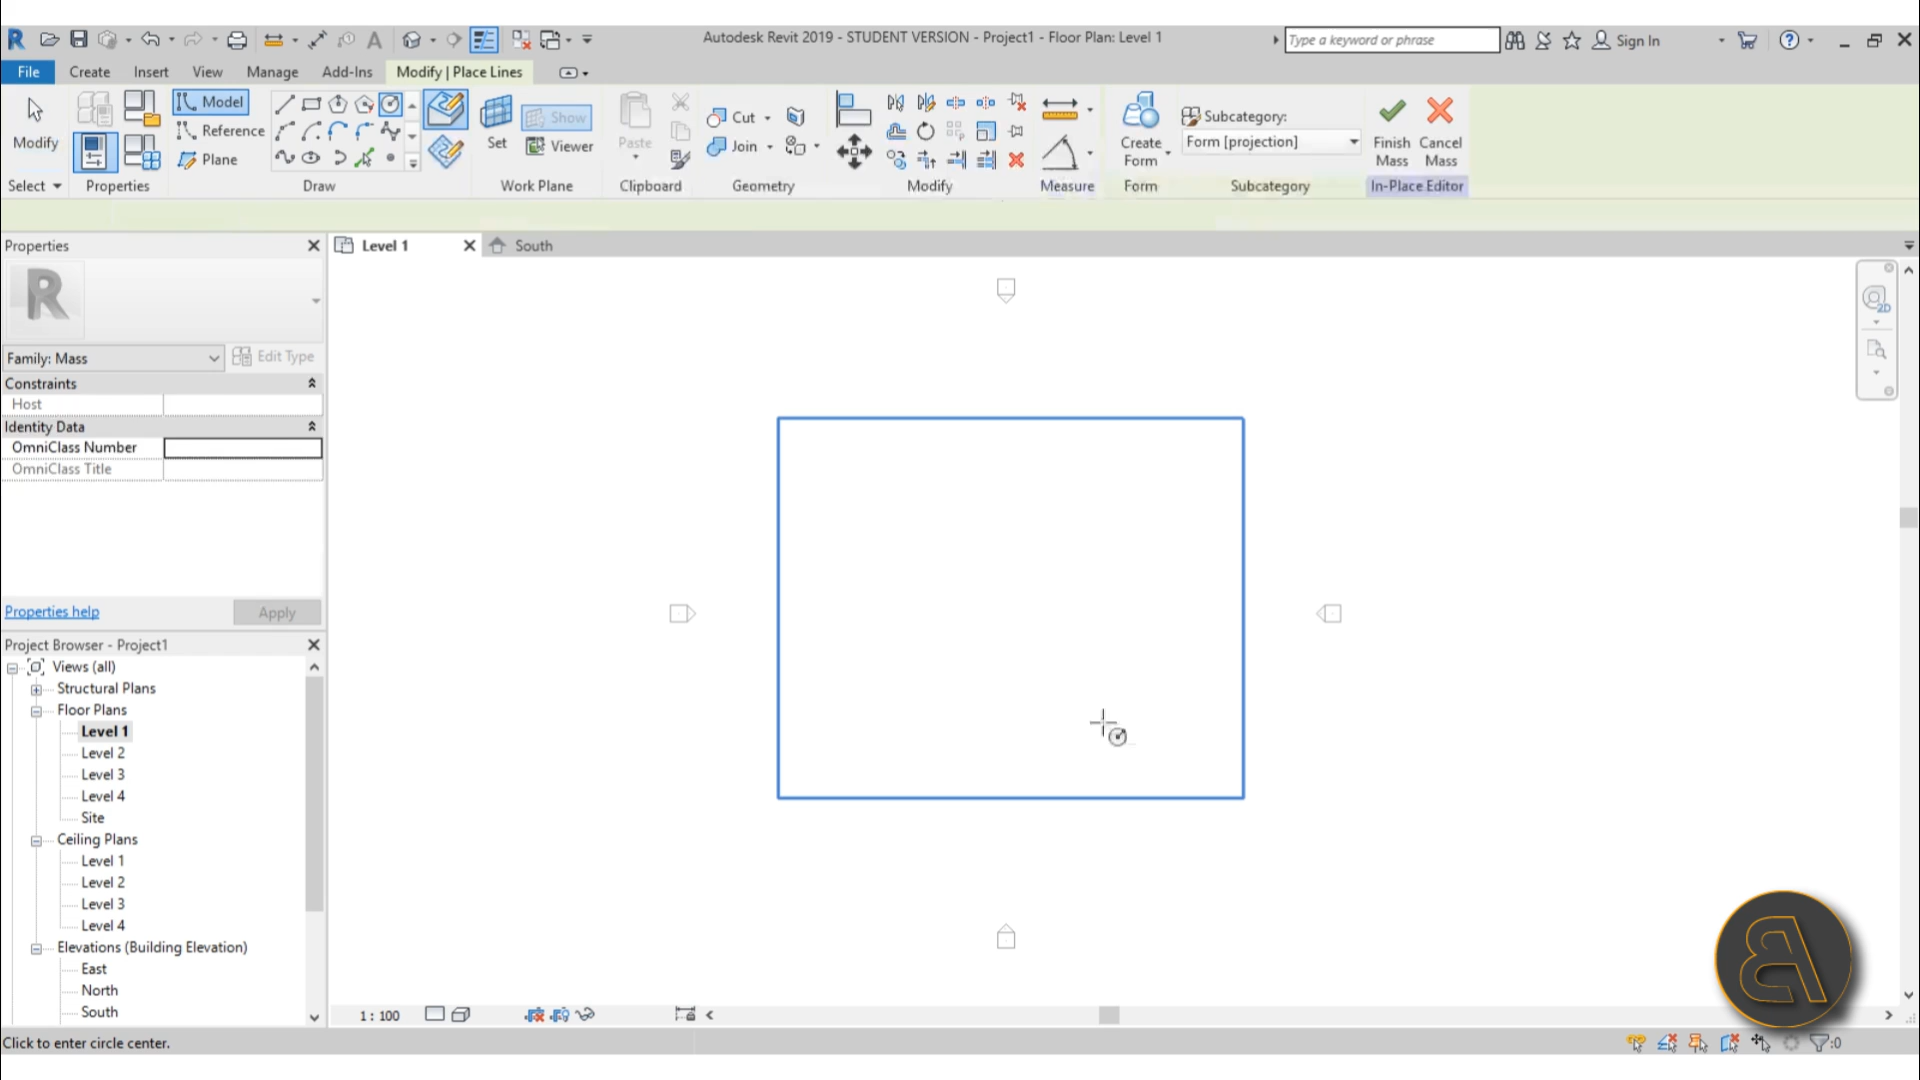 Autodesk Revit 2019 - STUDENT VERSION - Project1 - Floor Plan: Level 1
Type a keyword or phrase
Sign In
File
Create
Insert
View
Manage
Add-Ins
Modify | Place Lines
Modify
Select
Properties
Model
Reference
Plane
Draw
Set
Show
Viewer
Work Plane
Paste
Clipboard
Cut
Join
Geometry
Modify
Measure
Create
Form
Form
Subcategory:
Form [projection]
Subcategory
Finish
Mass
Cancel
Mass
In-Place Editor
Properties
Level 1
South
R
2D
Family: Mass
Edit Type
Constraints
Host
Identity Data
OmniClass Number
OmniClass Title
Properties help
Apply
Project Browser - Project1
Views (all)
Structural Plans
Floor Plans
Level 1
Level 2
Level 3
Level 4
Site
Ceiling Plans
Level 1
Level 2
Level 3
Level 4
Elevations (Building Elevation)
East
North
South
1 : 100
Click to enter circle center.
:0